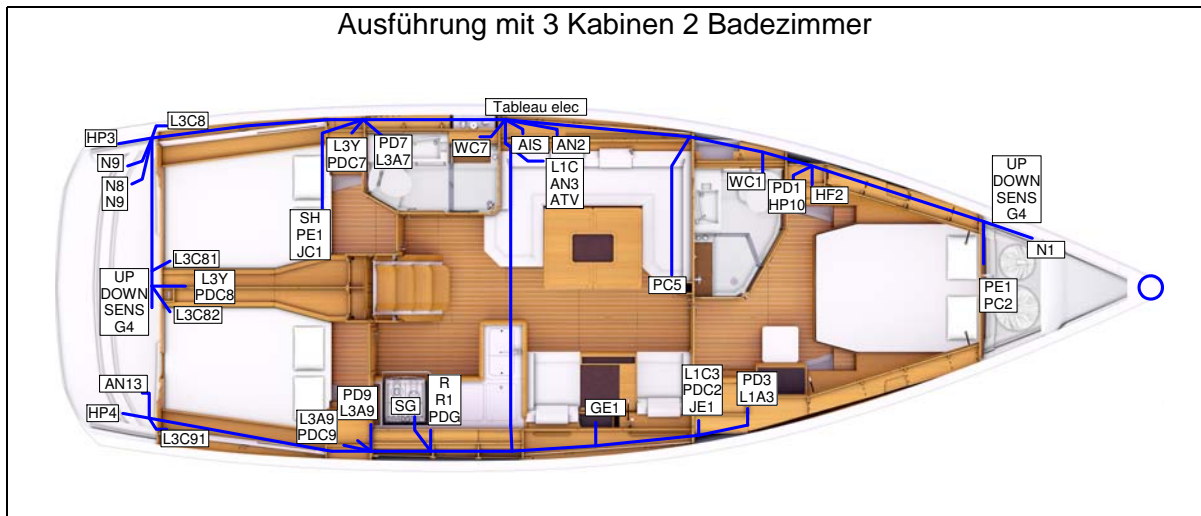 Ausführung mit 3 Kabinen 2 Badezimmer
Tableau elec
L3C8
HP3
N9
N8
N9
L3Y
PDC7
PD7
L3A7
WC7
AIS
AN2
L1C
AN3
ATV
WC1
PD1
HP10
HF2
UP
DOWN
SENS
G4
N1
SH
PE1
JC1
L3C81
UP
DOWN
SENS
G4
L3Y
PDC8
L3C82
PC5
PE1
PC2
AN13
HP4
L3C91
L3A9
PDC9
PD9
L3A9
SG
R
R1
PDG
GE1
L1C3
PDC2
JE1
PD3
L1A3